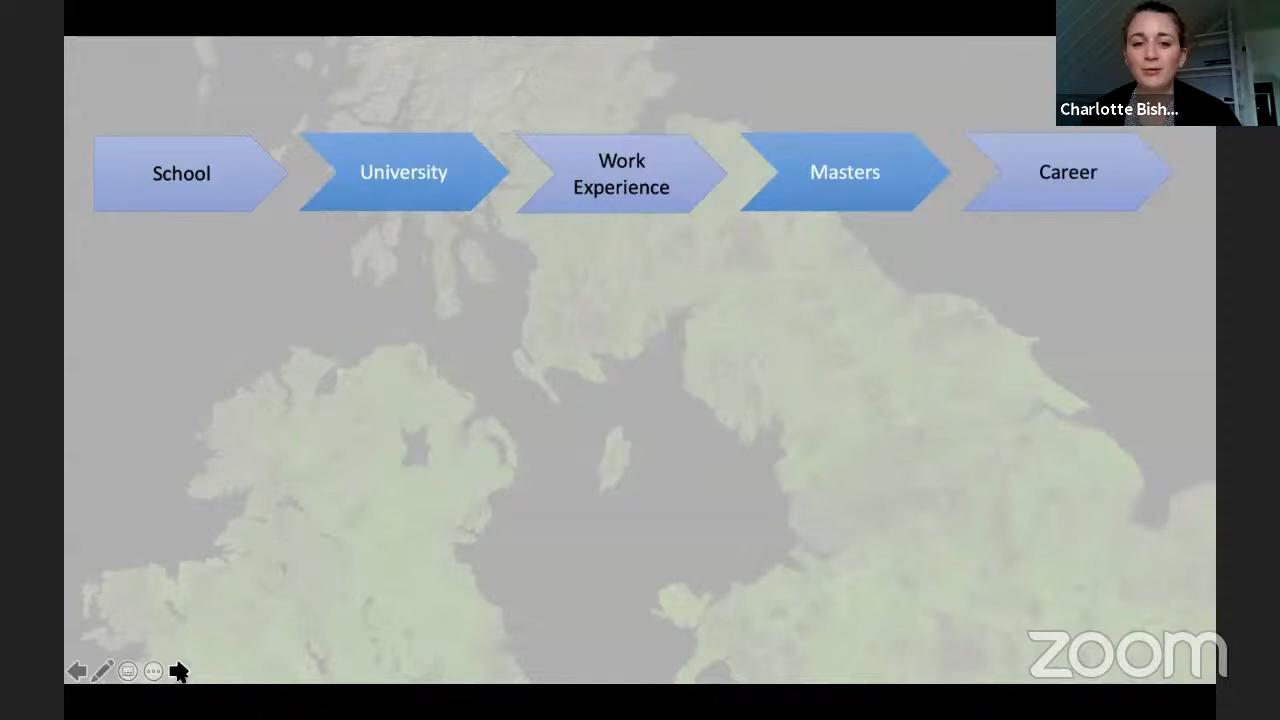 Charlotte Bish...
School
University
Work
Experience
Masters
Career
zoom